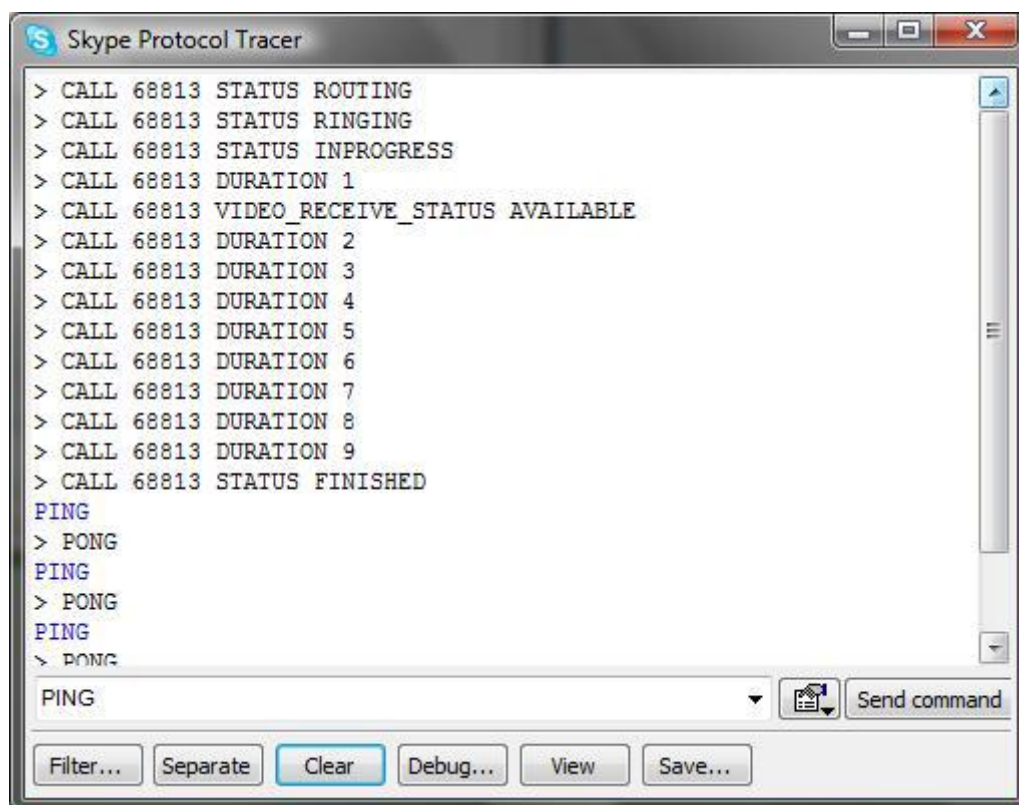 Skype Protocol Tracer
> CALL 68813 STATUS ROUTING
> CALL 68813 STATUS RINGING
> CALL 68813 STATUS INPROGRESS
> CALL 68813 DURATION 1
> CALL 68813 VIDEO_RECEIVE_STATUS AVAILABLE
> CALL 68813 DURATION 2
> CALL 68813 DURATION 3
> CALL 68813 DURATION 4
> CALL 68813 DURATION 5
> CALL 68813 DURATION 6
> CALL 68813 DURATION 7
> CALL 68813 DURATION 8
> CALL 68813 DURATION 9
> CALL 68813 STATUS FINISHED
PING
> PONG
PING
> PONG
PING
> PONG
PING Send command
Filter... Separate Clear Debug... View Save...